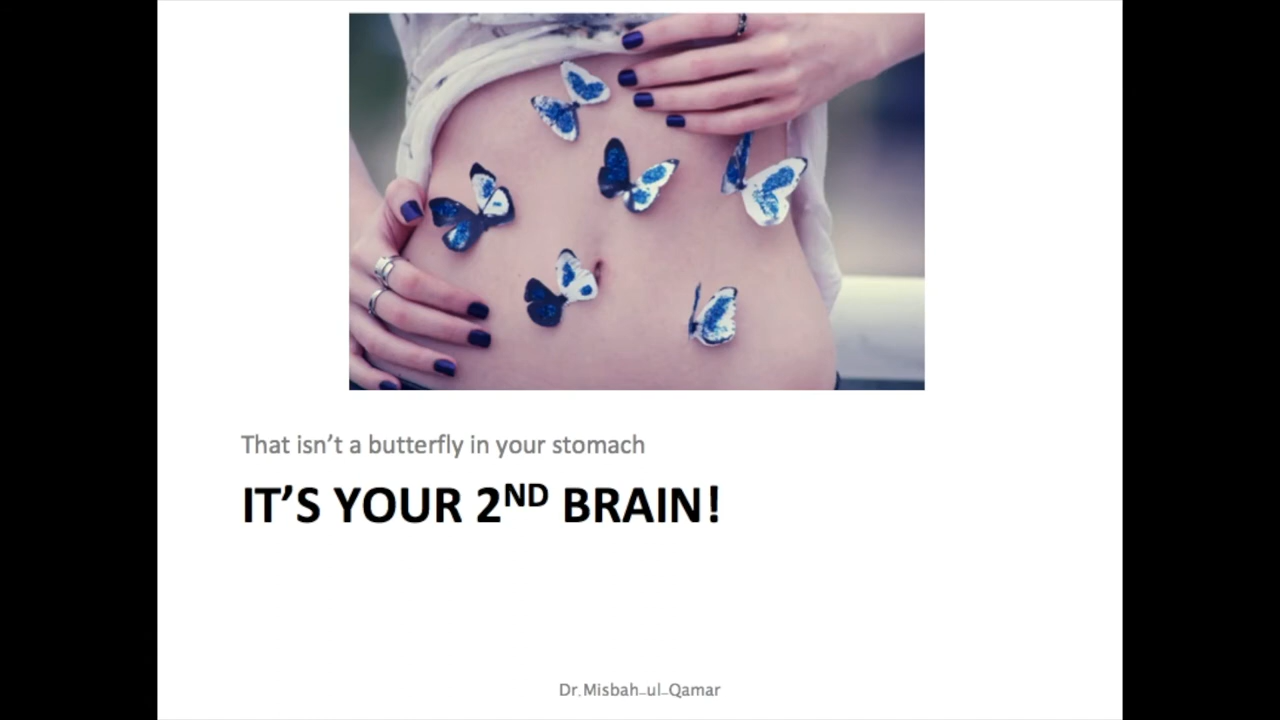 That isn't a butterfly in your stomach
IT'S YOUR 2ND BRAIN!
Dr.Misbah-ul-Qamar